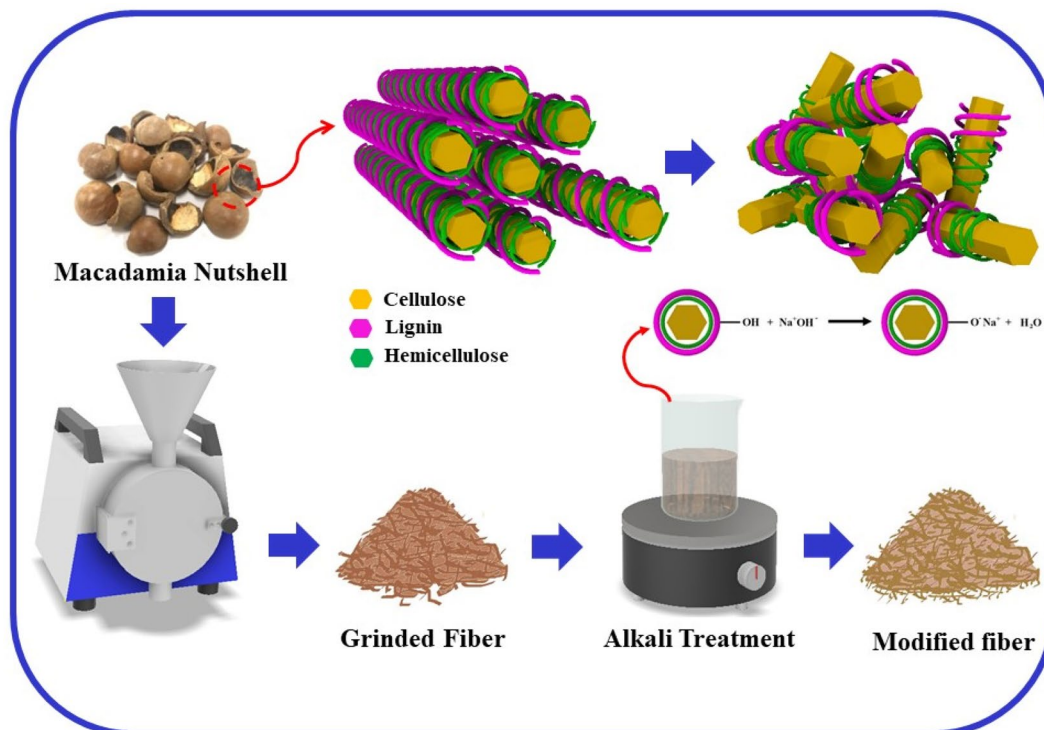 Macadamia Nutshell
Cellulose
Lignin
Hemicellulose
OH + Na⁺OH⁻
O⁻Na⁺ + H₂O
Grinded Fiber
Alkali Treatment
Modified fiber